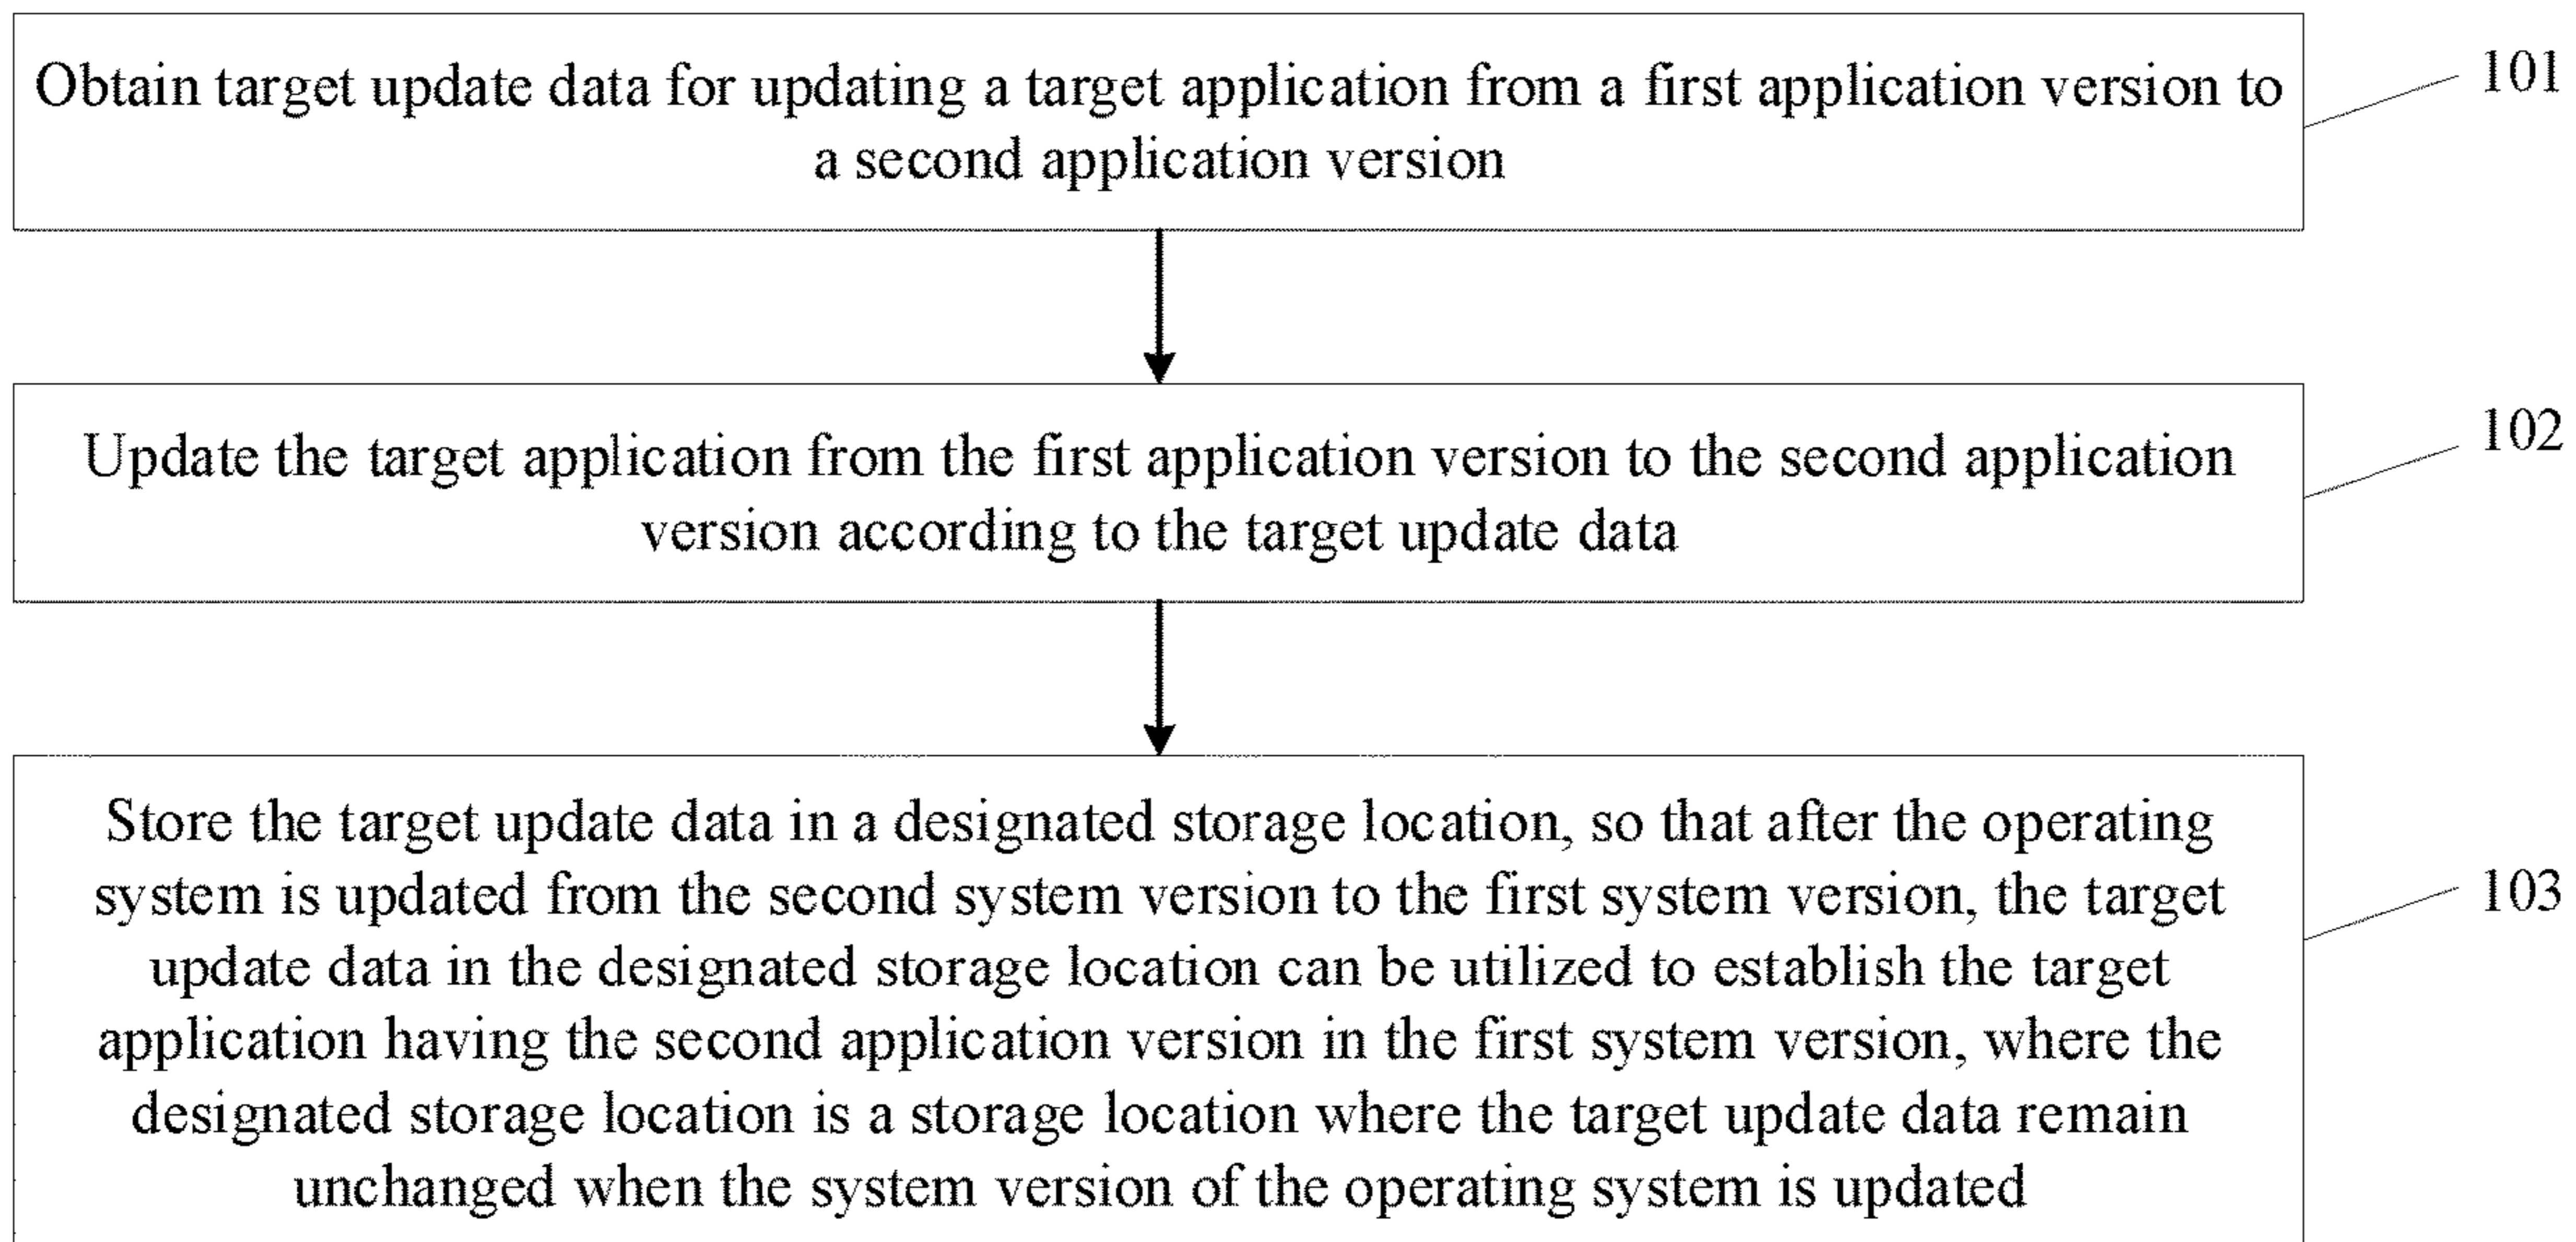 Obtain target update data for updating a target application from a first application version to
a second application version
101
Update the target application from the first application version to the second application
version according to the target update data
102
Store the target update data in a designated storage location, so that after the operating
system is updated from the second system version to the first system version, the target
update data in the designated storage location can be utilized to establish the target
application having the second application version in the first system version, where the
designated storage location is a storage location where the target update data remain
unchanged when the system version of the operating system is updated
103